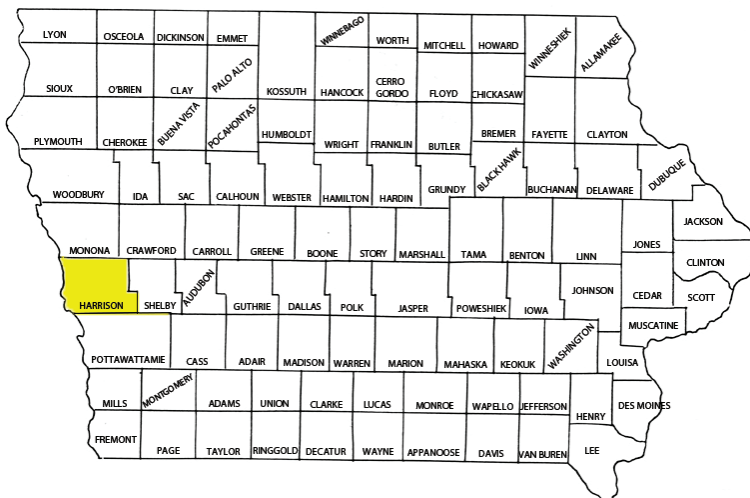 LYON OSCEOLA DICKINSON EMMET WINNEBAGO WORTH MITCHELL HOWARD WINNESHIEK ALLAMAKEE
SIOUX O'BRIEN CLAY PALO ALTO KOSSUTH HANCOCK CERRO GORDO FLOYD CHICKASAW
PLYMOUTH CHEROKEE BUENA VISTA POCAHONTAS HUMBOLDT WRIGHT FRANKLIN BUTLER BREMER FAYETTE CLAYTON
WOODBURY IDA SAC CALHOUN WEBSTER HAMILTON HARDIN GRUNDY BLACK HAWK BUCHANAN DELAWARE DUBUQUE
MONONA CRAWFORD CARROLL GREENE BOONE STORY MARSHALL TAMA BENTON LINN JONES JACKSON
CLINTON
HARRISON SHELBY AUDUBON GUTHRIE DALLAS POLK JASPER POWESHIEK IOWA JOHNSON CEDAR SCOTT
MUSCATINE
POTTAWATTAMIE CASS ADAIR MADISON WARREN MARION MAHASKA KEOKUK WASHINGTON LOUISA
MILLS MONTGOMERY ADAMS UNION CLARKE LUCAS MONROE WAPELLO JEFFERSON HENRY DES MOINES
FREMONT PAGE TAYLOR RINGGOLD DECATUR WAYNE APPANOOSE DAVIS VAN BUREN LEE